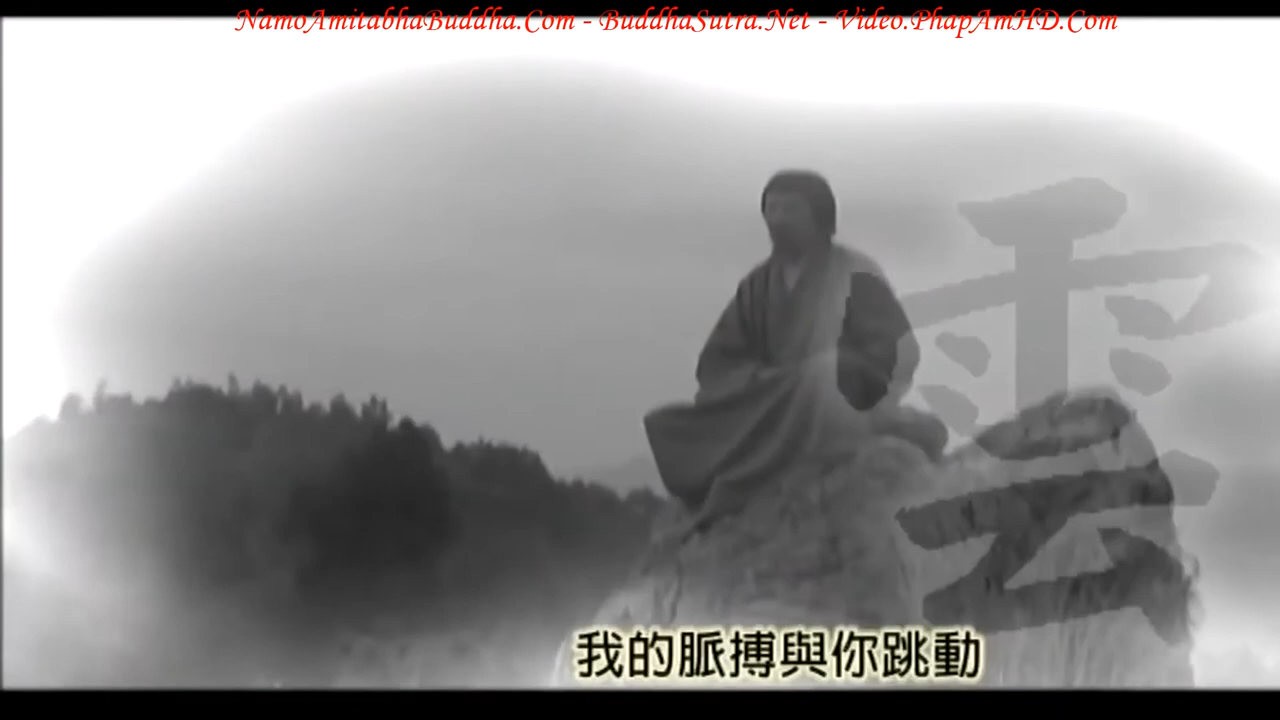 NamoAmitabhaBuddha.Com - BuddhaSutra.Net - Video.PhapAmHD.Com
雲
我的脈搏與你跳動